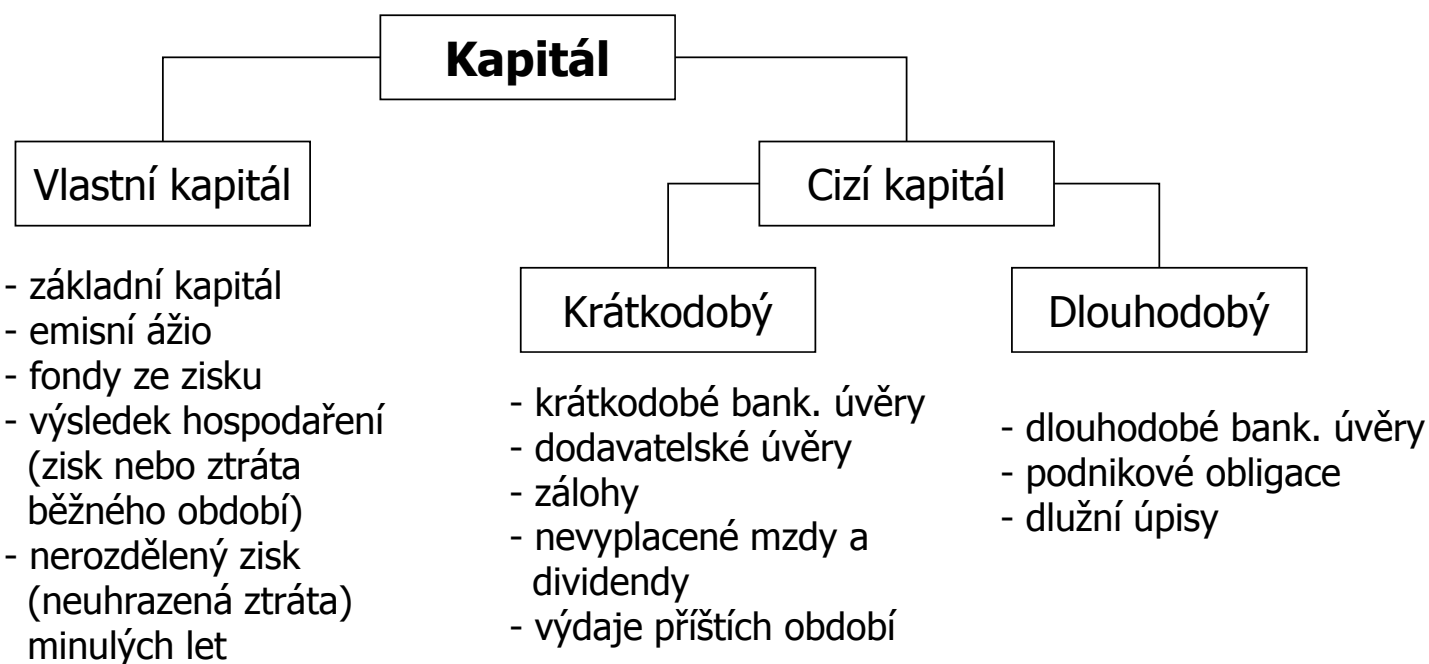 Kapitál
Vlastní kapitál
Cizí kapitál
- základní kapitál
- emisní ážio
- fondy ze zisku
- výsledek hospodaření
(zisk nebo ztráta
běžného období)
- nerozdělený zisk
(neuhrazená ztráta)
minulých let
Krátkodobý
- krátkodobé bank. úvěry
- dodavatelské úvěry
- zálohy
- nevyplacené mzdy a
dividendy
- výdaje příštích období
Dlouhodobý
- dlouhodobé bank. úvěry
- podnikové obligace
- dlužní úpisy